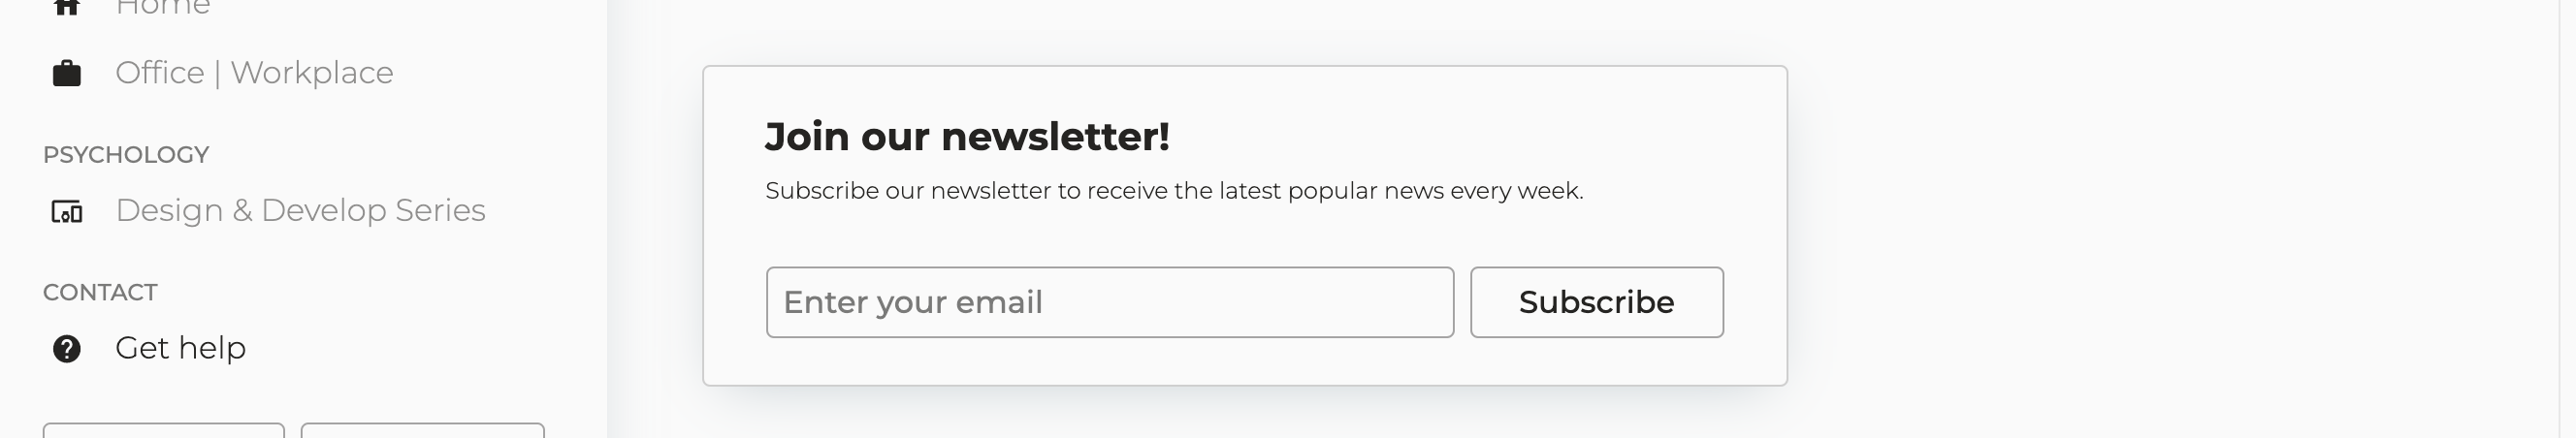 Home
Office | Workplace
PSYCHOLOGY
Design & Develop Series
CONTACT
Get help
Join our newsletter!
Subscribe our newsletter to receive the latest popular news every week.
Enter your email
Subscribe